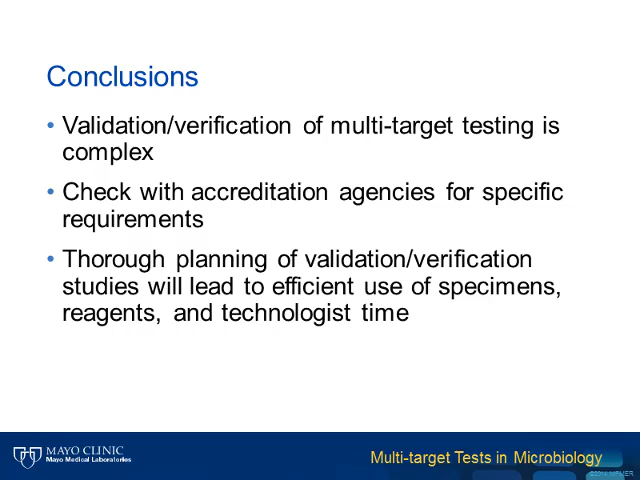 Conclusions
• Validation/verification of multi-target testing is
complex
• Check with accreditation agencies for specific
requirements
• Thorough planning of validation/verification
studies will lead to efficient use of specimens,
reagents, and technologist time
MAYO CLINIC
Mayo Medical Laboratories
Multi-target Tests in Microbiology